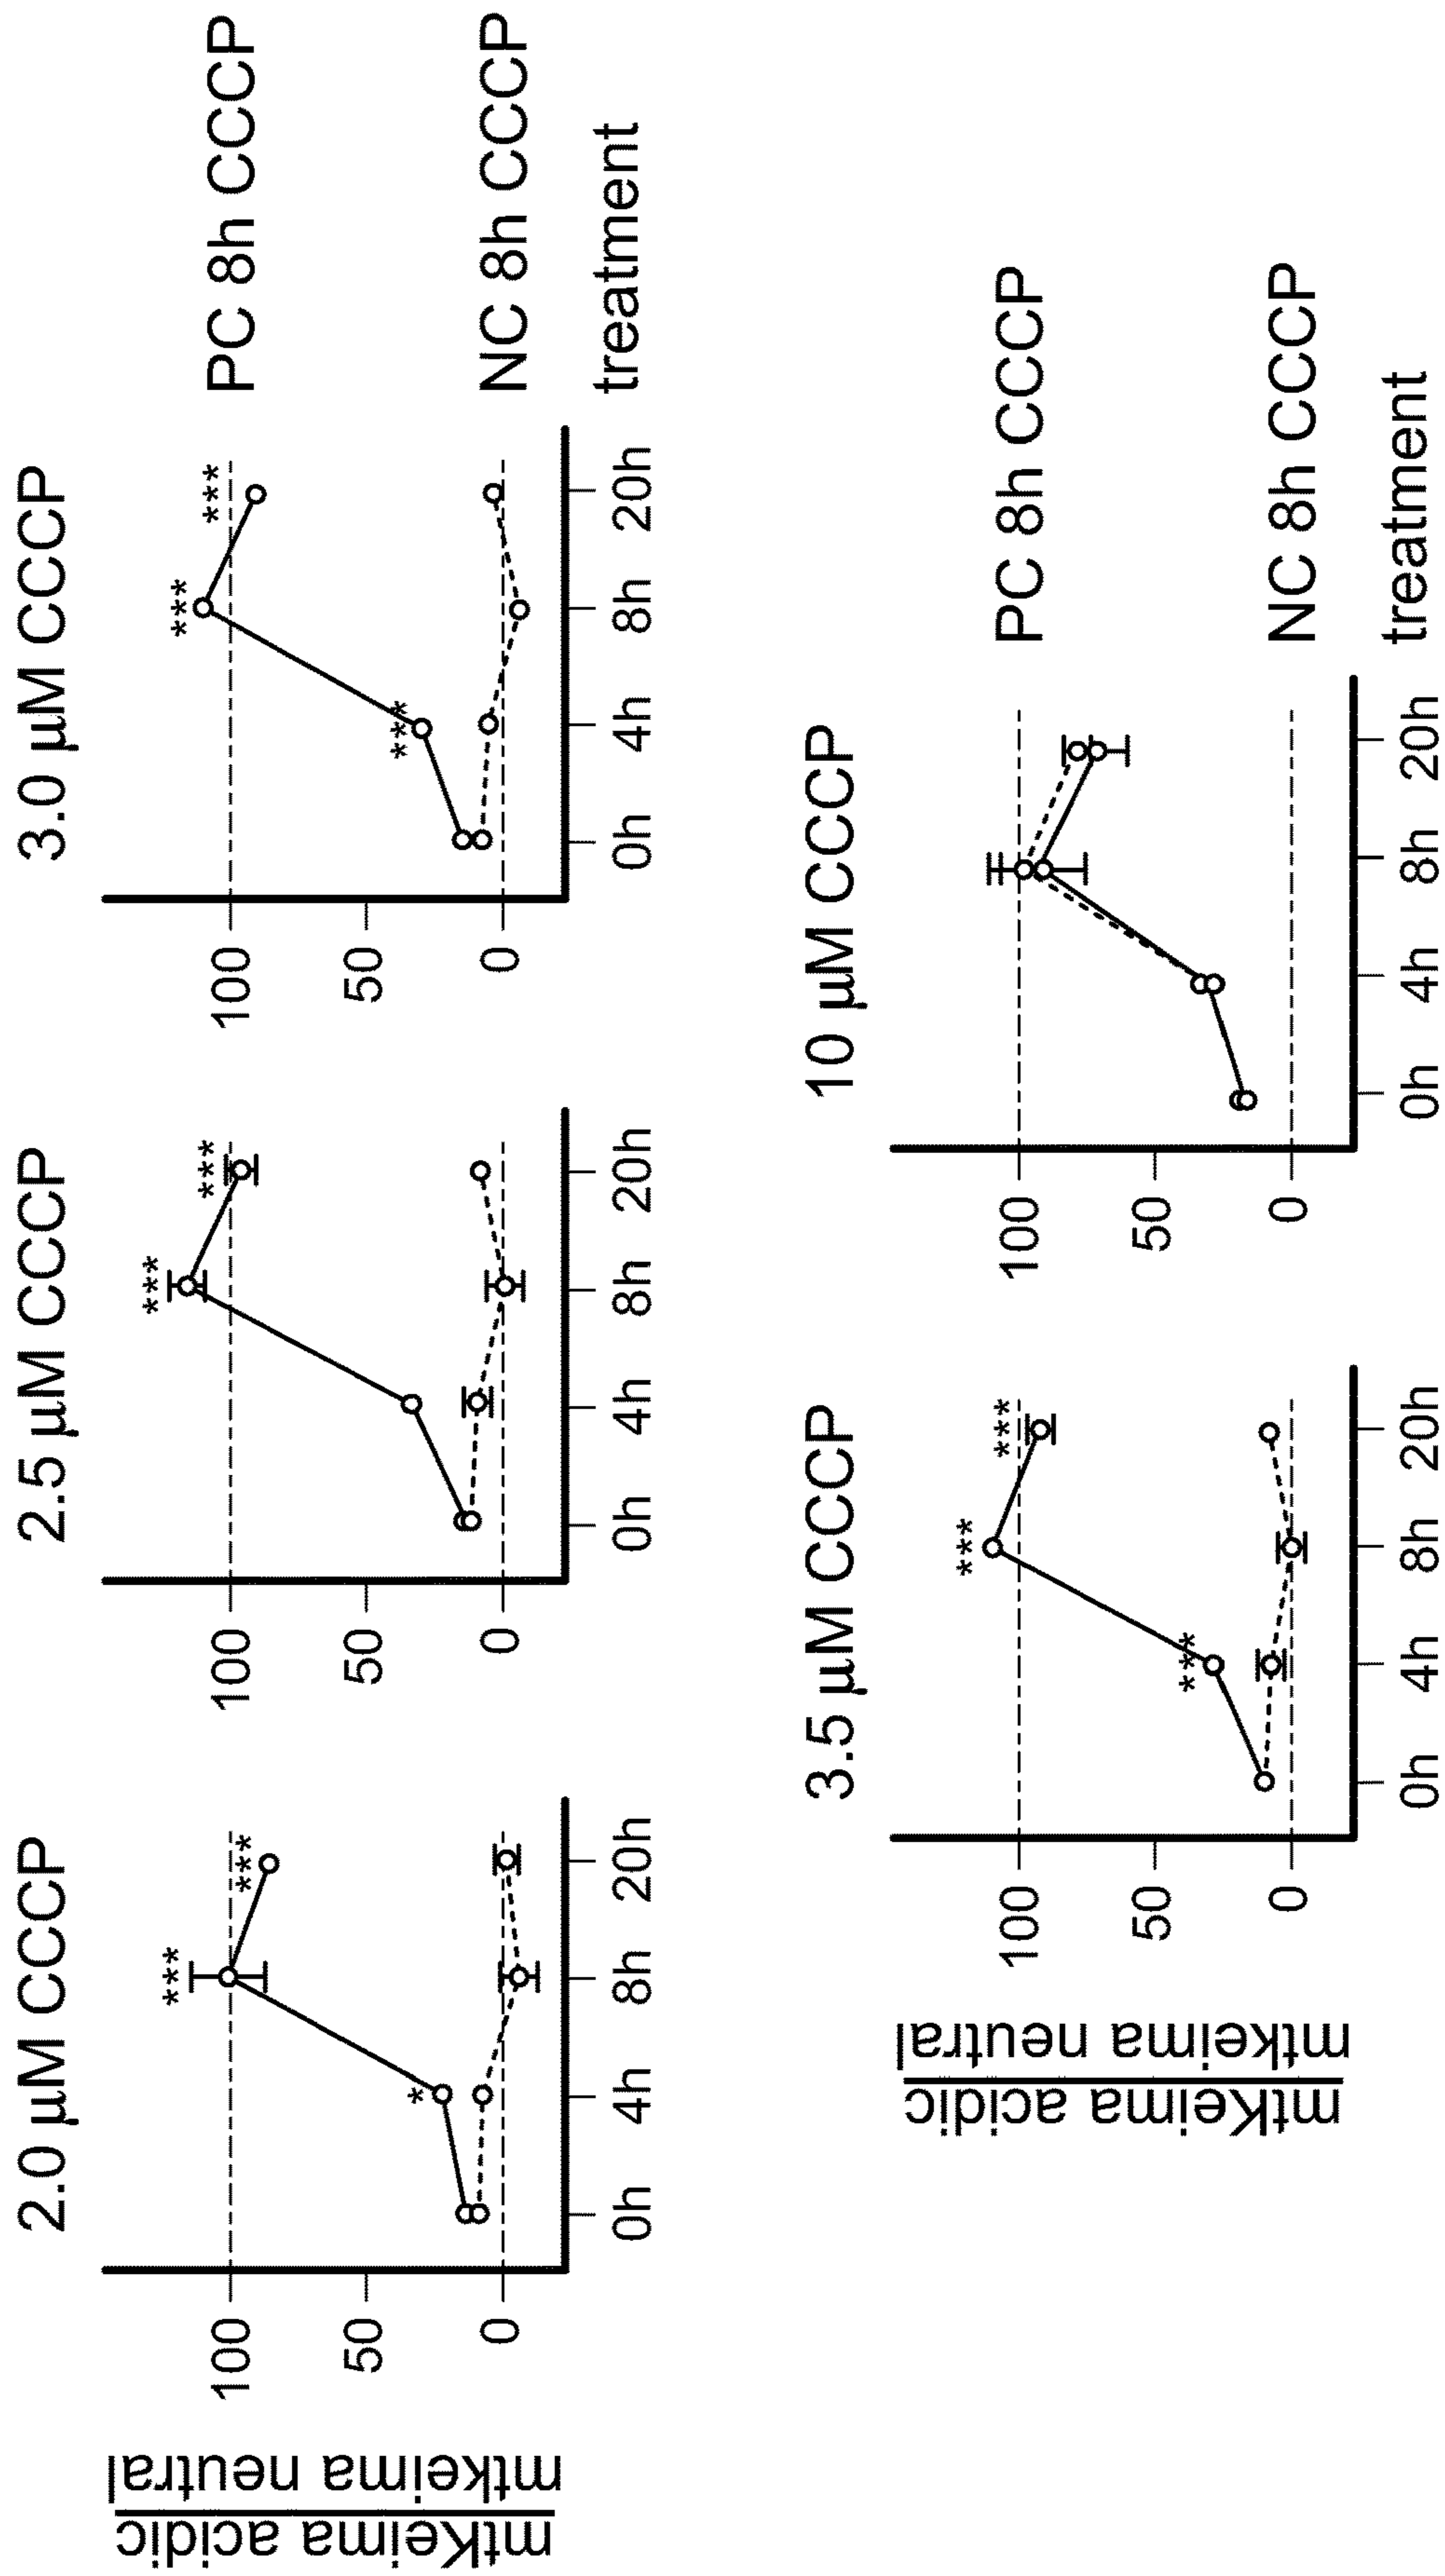 2.0 µM CCCP
2.5 µM CCCP
3.0 µM CCCP
mtKeima acidic
mtkeima neutral
100
50
0
***
***
*
0h
4h
8h
20h
100
50
0
***
***
0h
4h
8h
20h
100
50
0
***
***
***
0h
4h
8h
20h
PC 8h CCCP
NC 8h CCCP
treatment
3.5 µM CCCP
10 µM CCCP
mtKeima acidic
mtkeima neutral
100
50
0
***
***
***
0h
4h
8h
20h
100
50
0
0h
4h
8h
20h
PC 8h CCCP
NC 8h CCCP
treatment